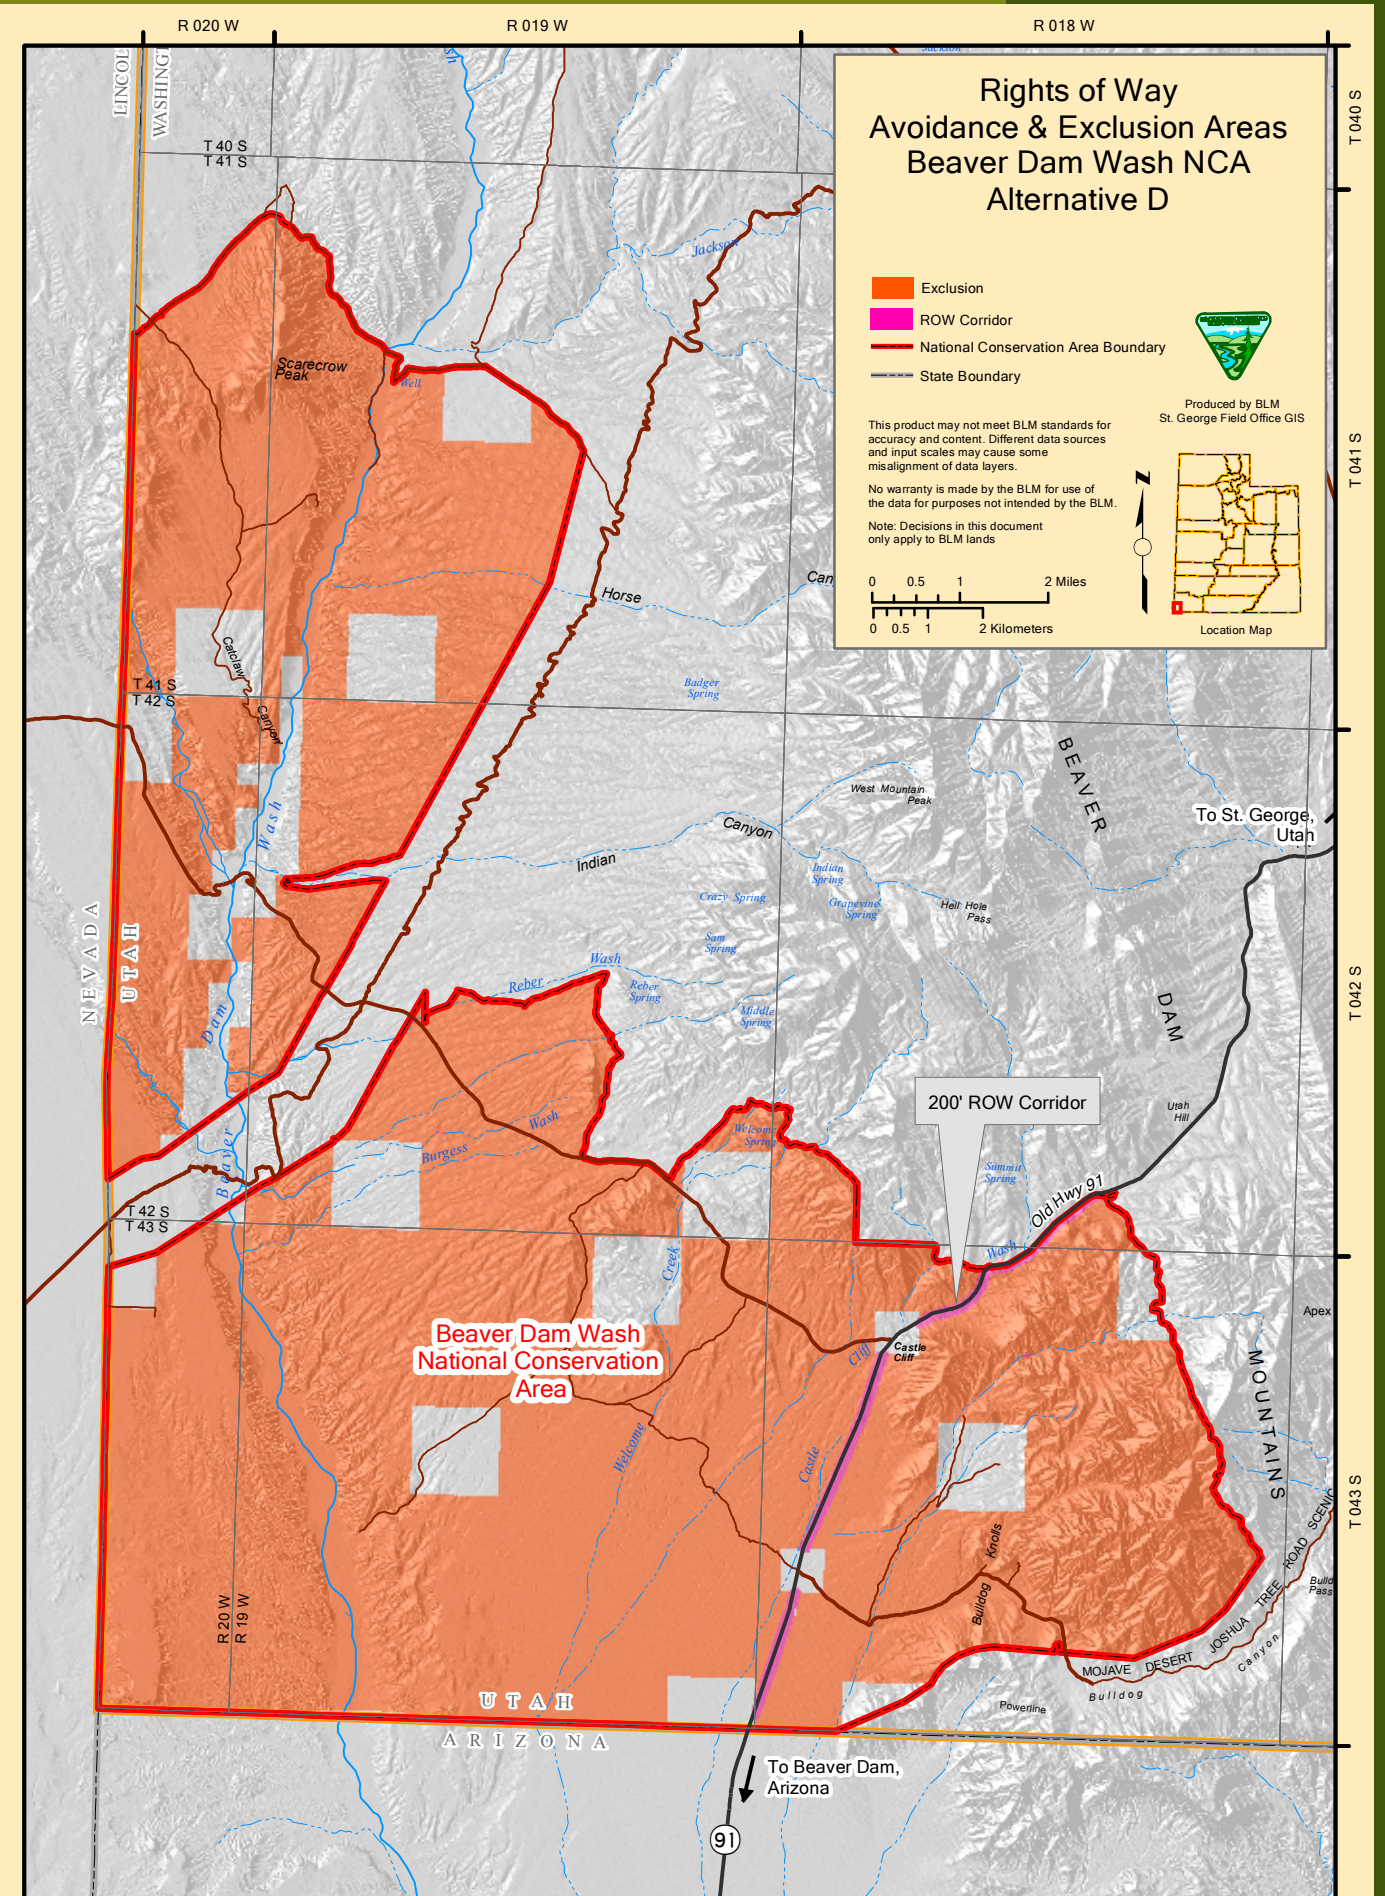 R 020 W
R 019 W
R 018 W
LINCOL
WASHINGT
Jackson
Rights of Way
Avoidance & Exclusion Areas
Beaver Dam Wash NCA
Alternative D
Exclusion
ROW Corridor
National Conservation Area Boundary
State Boundary
Produced by BLM
St. George Field Office GIS
This product may not meet BLM standards for
accuracy and content. Different data sources
and input scales may cause some
misalignment of data layers.
No warranty is made by the BLM for use of
the data for purposes not intended by the BLM.
Note: Decisions in this document
only apply to BLM lands
0 0.5 1 2 Miles
0 0.5 1 2 Kilometers
Location Map
T 040 S
T 041 S
T 042 S
T 043 S
T 40 S
T 41 S
Jackson
Scarecrow
Peak
Well
Horse
Can
Catclaw
Canyon
T 41 S
T 42 S
Badger
Spring
BEAVER
West Mountain
Peak
To St. George,
Utah
Wash
Canyon
Indian
Indian
Spring
Crazy Spring
Grapevine
Spring
Hell Hole
Pass
NEVADA
UTAH
Sam
Spring
Wash
Reber
Reber
Spring
Middle
Spring
DAM
Dam
200' ROW Corridor
Utah
Hill
Wash
Burgess
Welcome
Spring
Beaver
Summit
Spring
Old Hwy 91
T 42 S
T 43 S
Wash
Creek
Apex
Beaver Dam Wash
National Conservation
Area
Castle
Cliff
Cliff
MOUNTAINS
Welcome
Castle
Knolls
Bulldog
R 20 W
R 19 W
MOJAVE DESERT JOSHUA TREE ROAD SCENIC
Bulld
Pass
Canyon
Bulldog
Powerline
UTAH
ARIZONA
To Beaver Dam,
Arizona
91